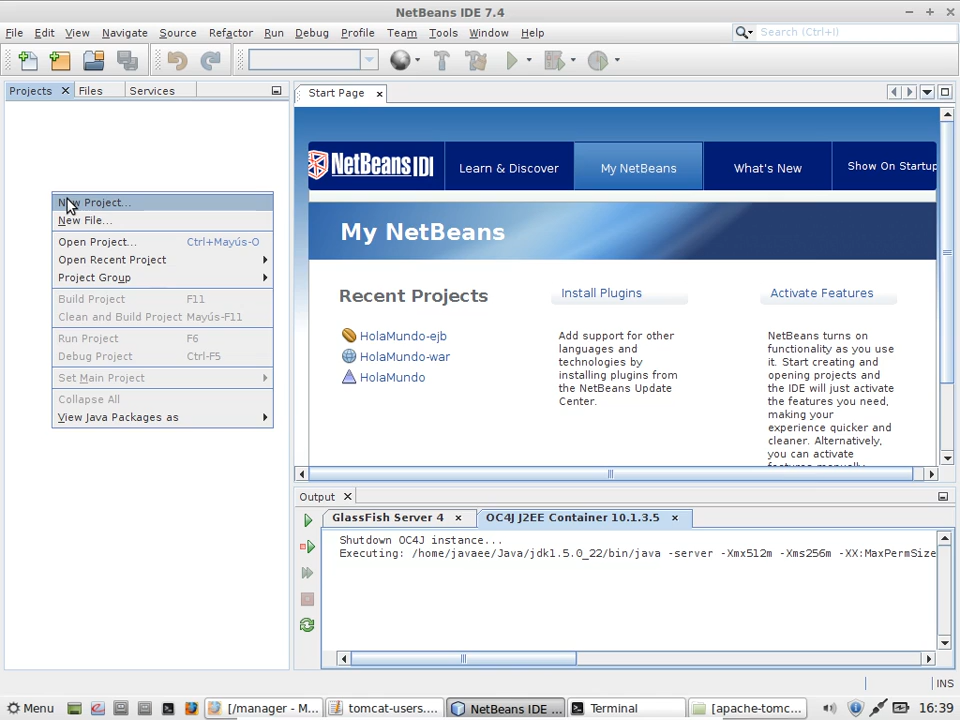 NetBeans IDE 7.4
File Edit View Navigate Source Refactor Run Debug Profile Team Tools Window Help
Search (Ctrl+I)
Projects Files Services
Start Page
New Project...
New File...
Open Project... Ctrl+Mayús-O
Open Recent Project
Project Group
Build Project F11
Clean and Build Project Mayús-F11
Run Project F6
Debug Project Ctrl-F5
Set Main Project
Collapse All
View Java Packages as
NetBeans IDE
Learn & Discover
My NetBeans
What's New
Show On Startup
My NetBeans
Recent Projects
HolaMundo-ejb
HolaMundo-war
HolaMundo
Install Plugins
Add support for other
languages and
technologies by
installing plugins from
the NetBeans Update
Center.
Activate Features
NetBeans turns on
functionality as you use
it. Start creating and
opening projects and
the IDE will just activate
the features you need,
making your
experience quicker and
cleaner. Alternatively,
you can activate
features manually
Output
GlassFish Server 4 OC4J J2EE Container 10.1.3.5
Shutdown OC4J instance...
Executing: /home/javaee/Java/jdk1.5.0_22/bin/java -server -Xmx512m -Xms256m -XX:MaxPermSize
INS
Menu
[/manager - M...
tomcat-users....
NetBeans IDE ...
Terminal
[apache-tomc...
16:39